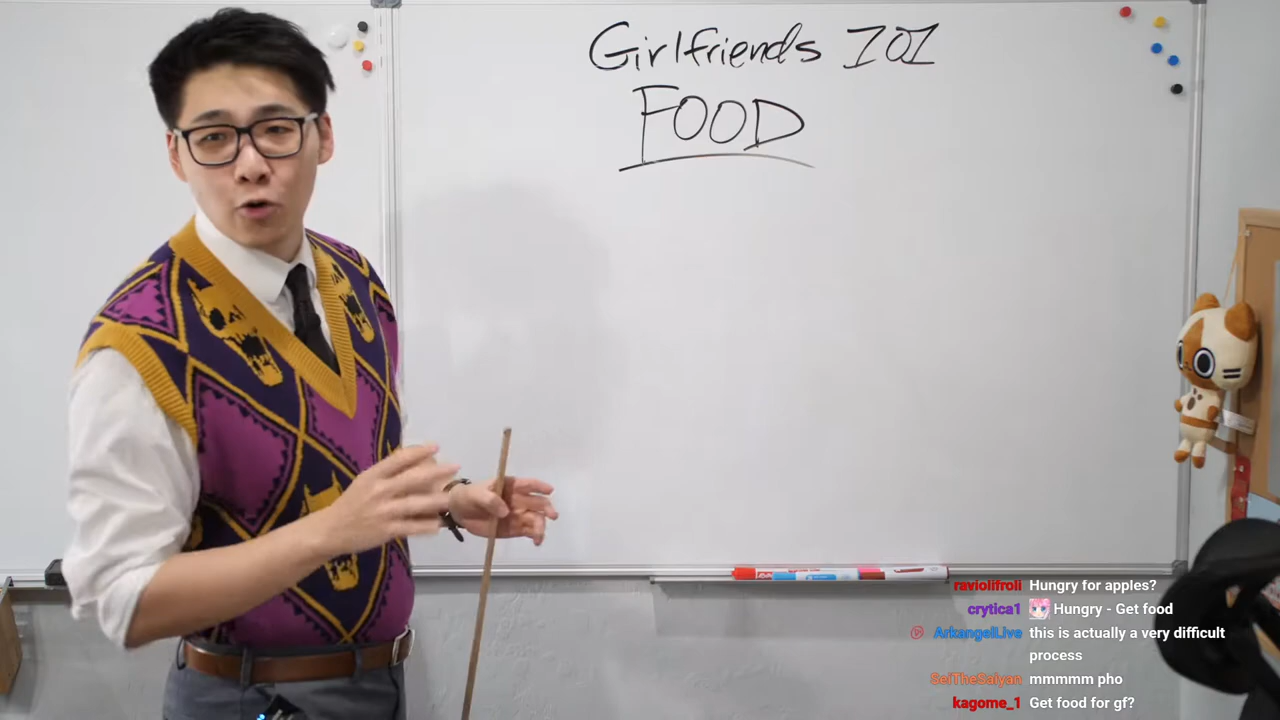 Girlfriends 101
FOOD
raviolifroli Hungry for apples?
crytica1 Hungry - Get food
ArkangelLive this is actually a very difficult
process
SeiTheSaiyan mmmmm pho
kagome_1 Get food for gf?